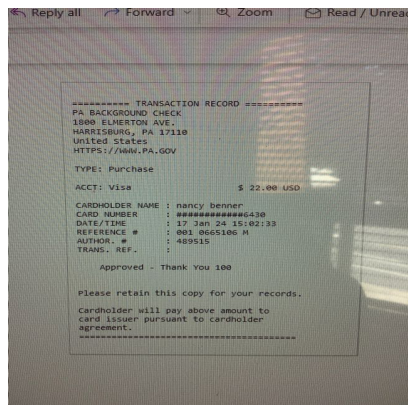 Reply all Forward Zoom Read / Unrea
========== TRANSACTION RECORD ==========
PA BACKGROUND CHECK
1800 ELMERTON AVE.
HARRISBURG, PA 17110
United States
HTTPS://WWW.PA.GOV
TYPE: Purchase
ACCT: Visa $ 22.00 USD
CARDHOLDER NAME : nancy benner
CARD NUMBER : ############6430
DATE/TIME : 17 Jan 24 15:02:33
REFERENCE # : 001 0665106 M
AUTHOR. # : 489515
TRANS. REF. :
Approved - Thank You 100
Please retain this copy for your records.
Cardholder will pay above amount to
card issuer pursuant to cardholder
agreement.
========================================